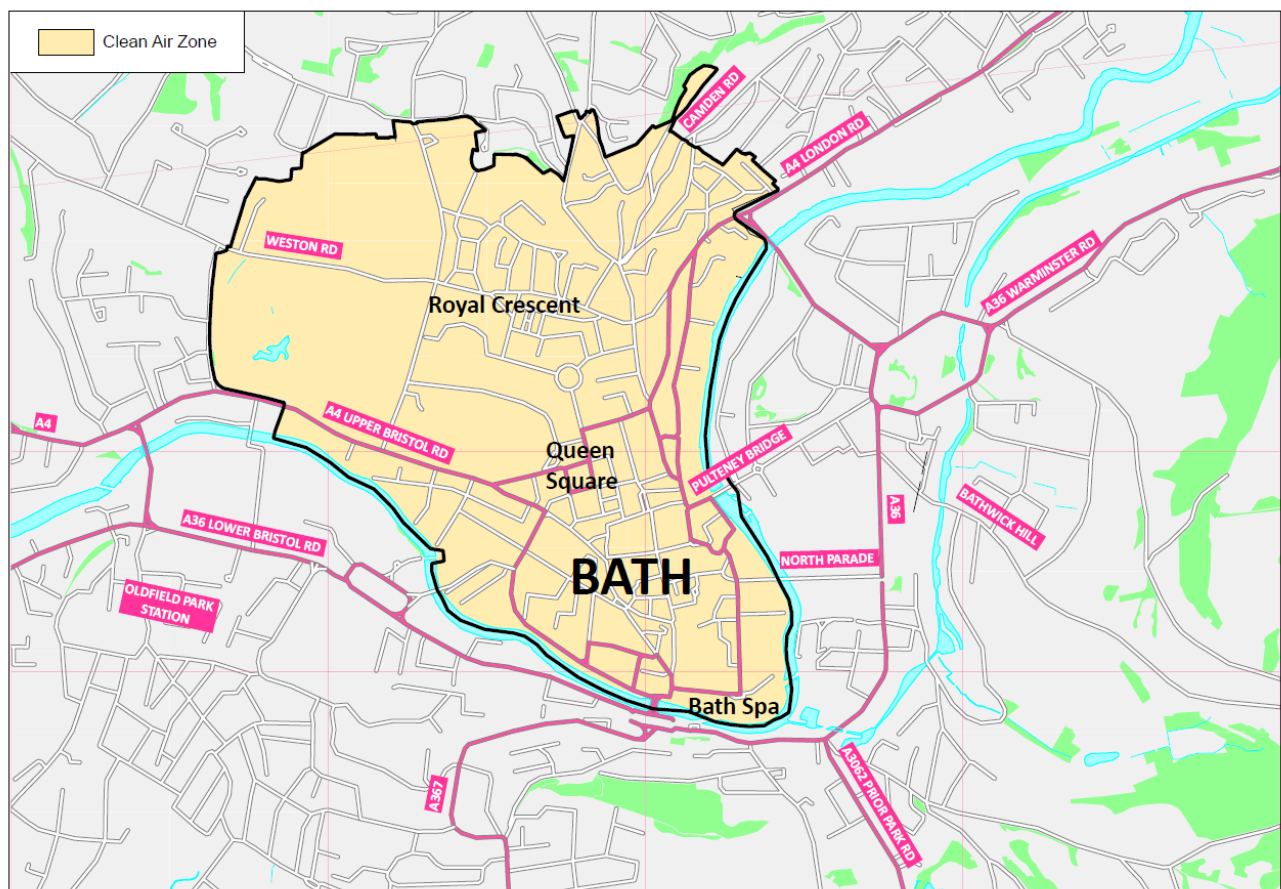 Clean Air Zone
CAMDEN RD
A4 LONDON RD
WESTON RD
A36 WARMINSTER RD
Royal Crescent
A4
A4 UPPER BRISTOL RD
Queen
Square
PULTENEY BRIDGE
A36
BATHWICK HILL
A36 LOWER BRISTOL RD
NORTH PARADE
BATH
OLDFIELD PARK
STATION
Bath Spa
A367
A3062 PRIOR PARK RD